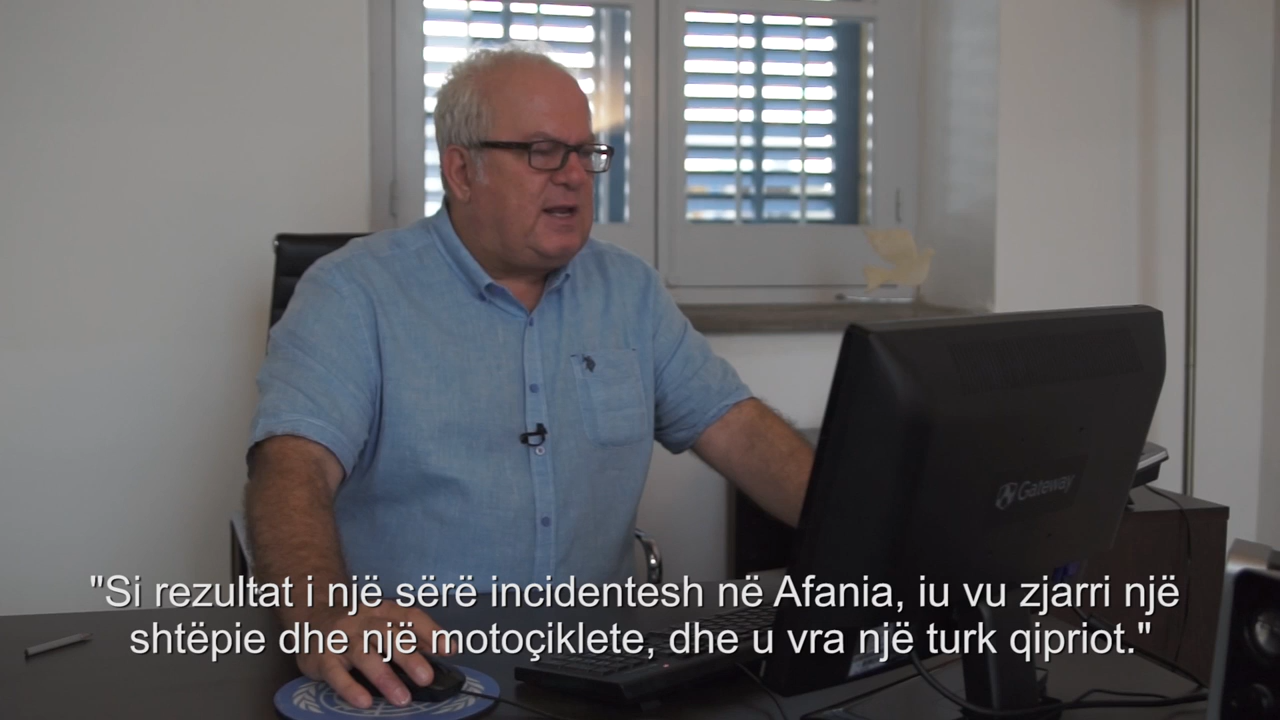 Gateway
"Si rezultat i një sërë incidentesh në Afania, iu vu zjarri një
shtëpie dhe një motoçiklete, dhe u vra një turk qipriot."